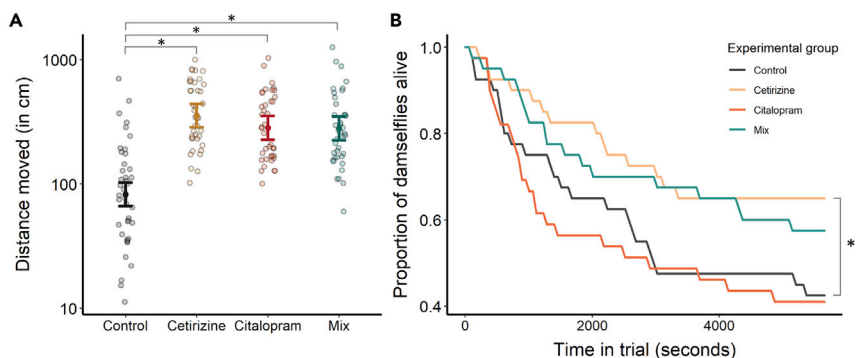 A
Distance moved (in cm)
1000
100
10
*
*
*
Control
Cetirizine
Citalopram
Mix
B
Proportion of damselflies alive
1.0
0.8
0.6
0.4
0
2000
4000
Time in trial (seconds)
Experimental group
Control
Cetirizine
Citalopram
Mix
*